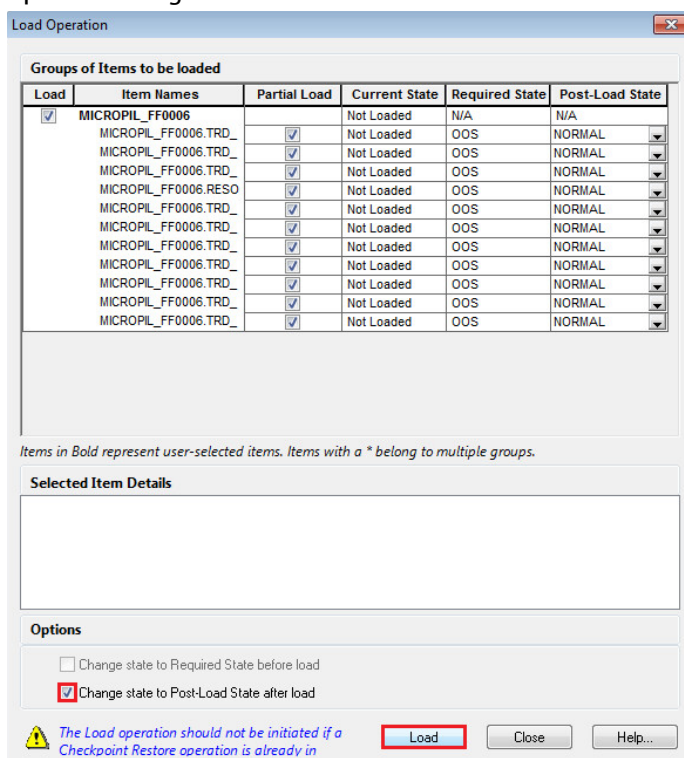 Load Operation
Groups of Items to be loaded
Load Item Names Partial Load Current State Required State Post-Load State
MICROPIL_FF0006 Not Loaded N/A N/A
MICROPIL_FF0006.TRD_ Not Loaded OOS NORMAL
MICROPIL_FF0006.TRD_ Not Loaded OOS NORMAL
MICROPIL_FF0006.TRD_ Not Loaded OOS NORMAL
MICROPIL_FF0006.RESO Not Loaded OOS NORMAL
MICROPIL_FF0006.TRD_ Not Loaded OOS NORMAL
MICROPIL_FF0006.TRD_ Not Loaded OOS NORMAL
MICROPIL_FF0006.TRD_ Not Loaded OOS NORMAL
MICROPIL_FF0006.TRD_ Not Loaded OOS NORMAL
MICROPIL_FF0006.TRD_ Not Loaded OOS NORMAL
MICROPIL_FF0006.TRD_ Not Loaded OOS NORMAL
MICROPIL_FF0006.TRD_ Not Loaded OOS NORMAL
Items in Bold represent user-selected items. Items with a * belong to multiple groups.
Selected Item Details
Options
Change state to Required State before load
Change state to Post-Load State after load
The Load operation should not be initiated if a
Checkpoint Restore operation is already in
Load Close Help...